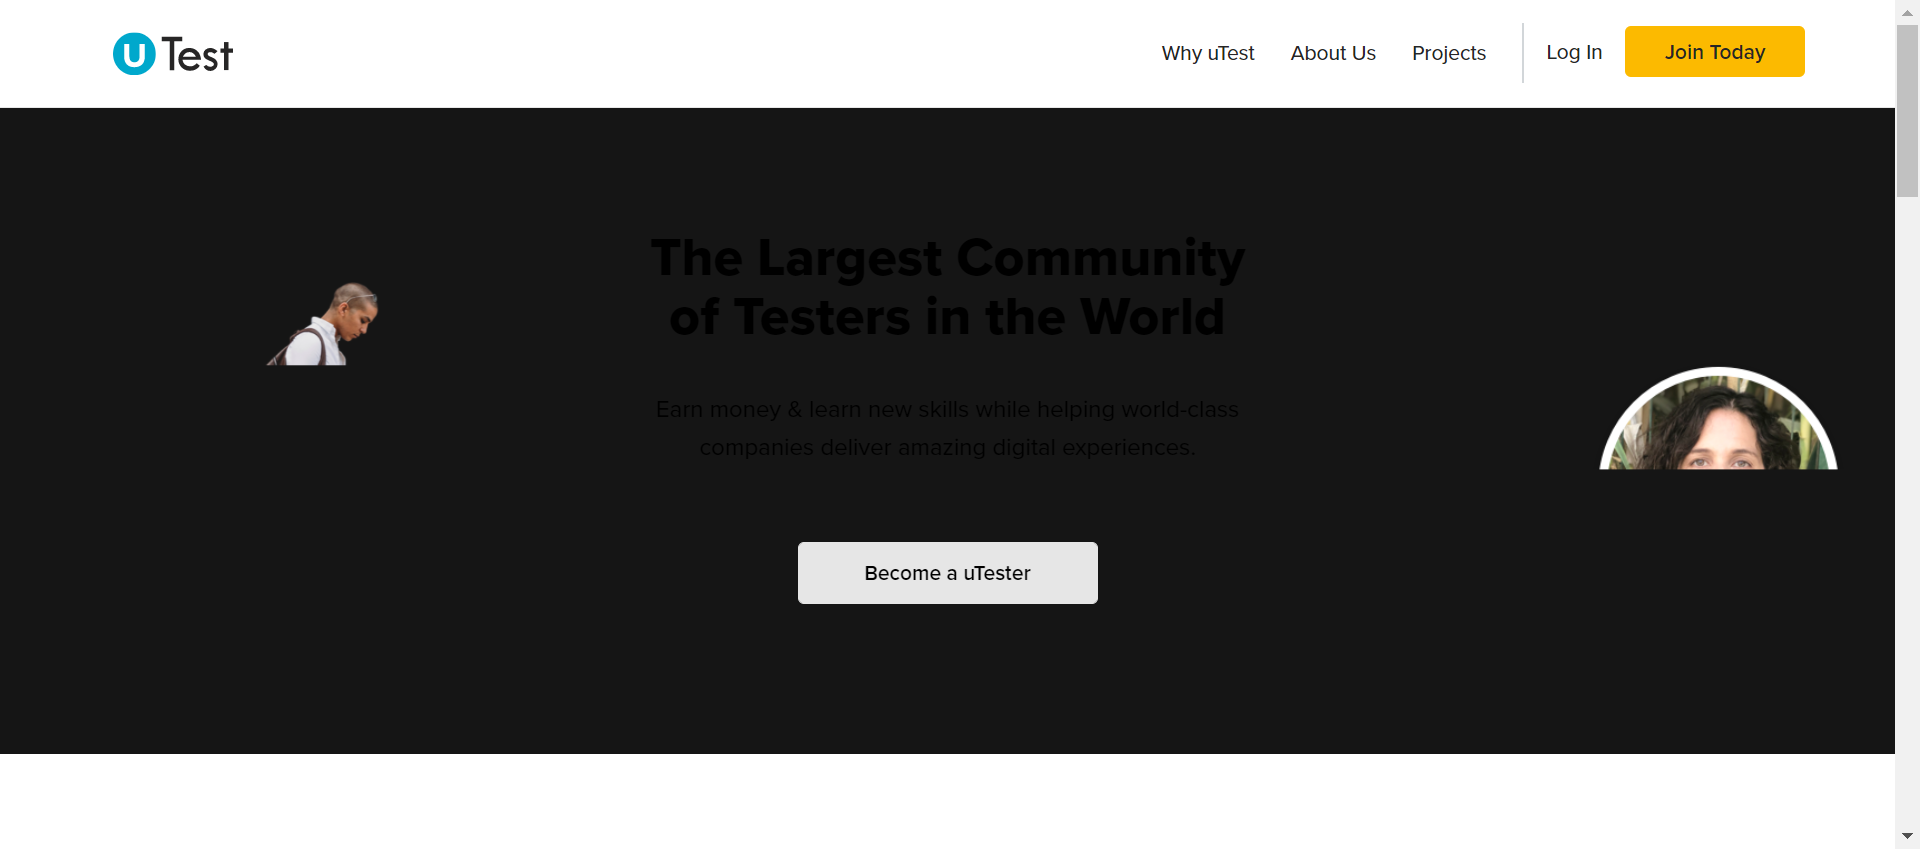 uTest
Why uTest
About Us
Projects
Log In
Join Today
The Largest Community
of Testers in the World
Earn money & learn new skills while helping world-class
companies deliver amazing digital experiences.
Become a uTester